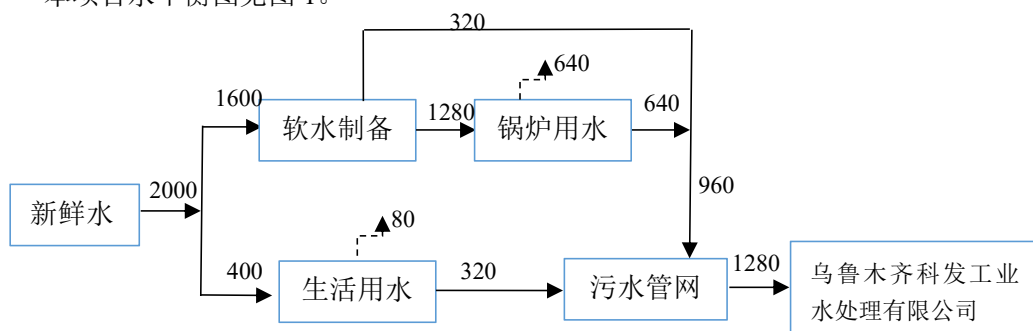 320
640
1600
软水制备
1280
锅炉用水
640
新鲜水
2000
960
80
400
生活用水
320
污水管网
1280
乌鲁木齐科发工业
水处理有限公司